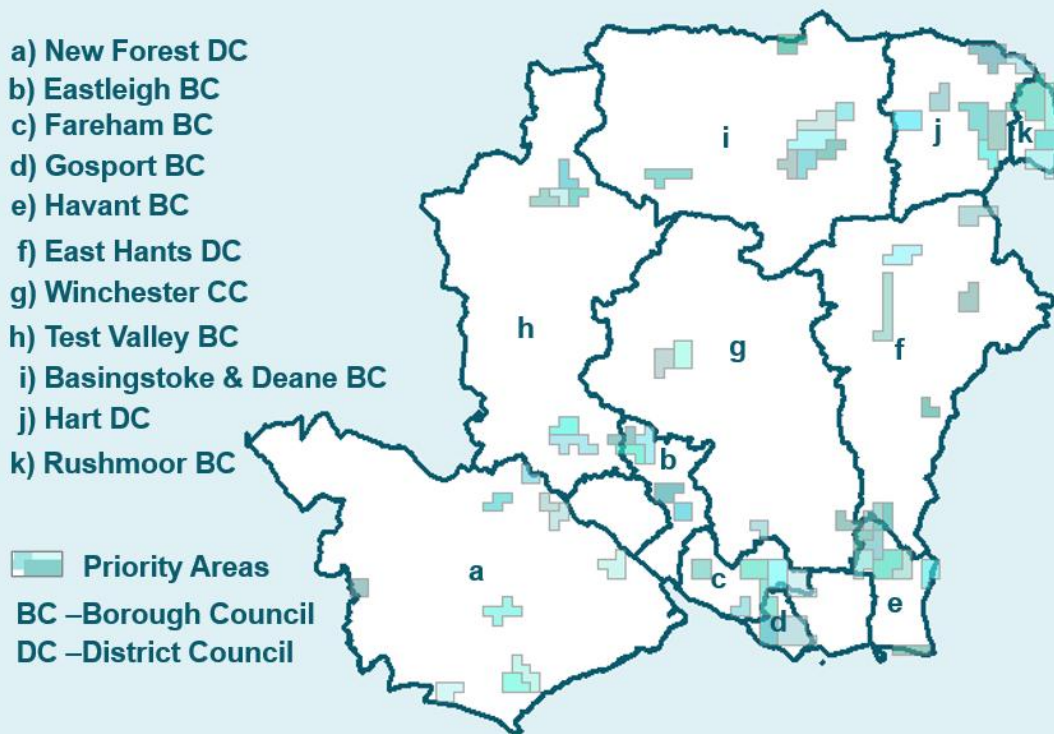 a) New Forest DC
b) Eastleigh BC
c) Fareham BC
d) Gosport BC
e) Havant BC
f) East Hants DC
g) Winchester CC
h) Test Valley BC
i) Basingstoke & Deane BC
j) Hart DC
k) Rushmoor BC
Priority Areas
BC –Borough Council
DC –District Council
i
j
k
h
g
f
b
a
c
e
d